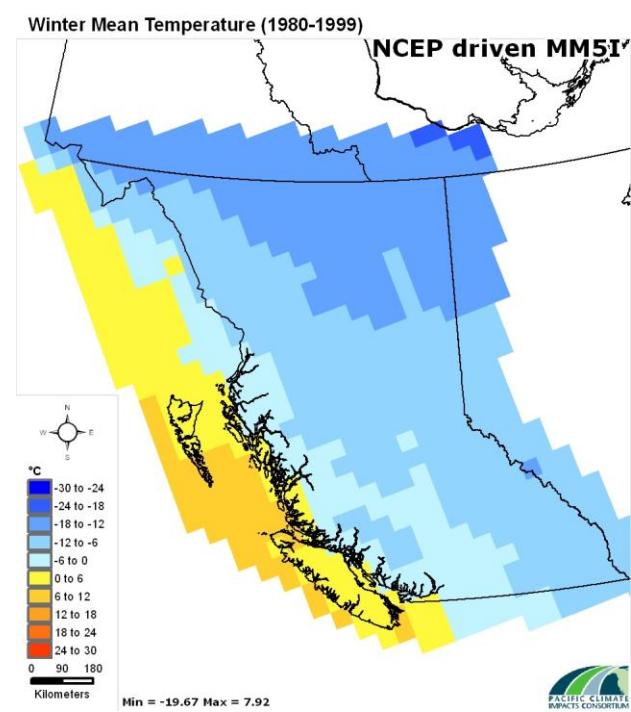 Winter Mean Temperature (1980-1999)
NCEP driven MM5I
N
W E
S
°C
-30 to -24
-24 to -18
-18 to -12
-12 to -6
-6 to 0
0 to 6
6 to 12
12 to 18
18 to 24
24 to 30
0 90 180
Kilometers
Min = -19.67 Max = 7.92
PACIFIC CLIMATE
IMPACTS CONSORTIUM